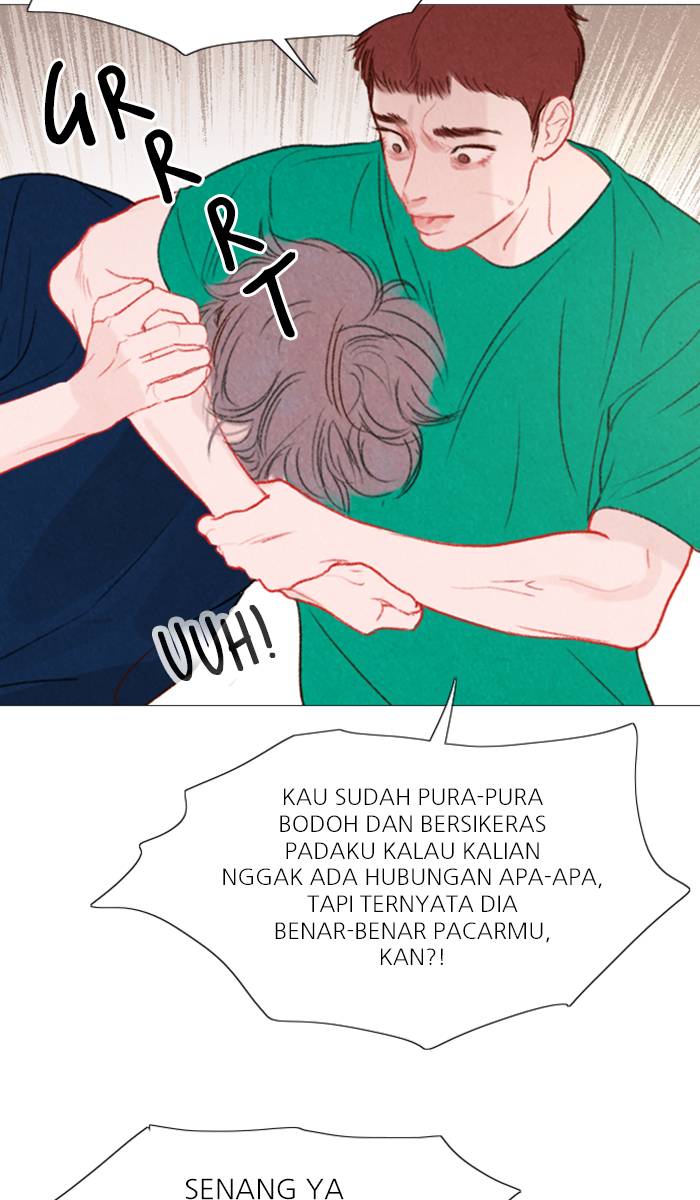 GRRRT
UUH!
KAU SUDAH PURA-PURA
BODOH DAN BERSIKERAS
PADAKU KALAU KALIAN
NGGAK ADA HUBUNGAN APA-APA,
TAPI TERNYATA DIA
BENAR-BENAR PACARMU,
KAN?!
SENANG YA